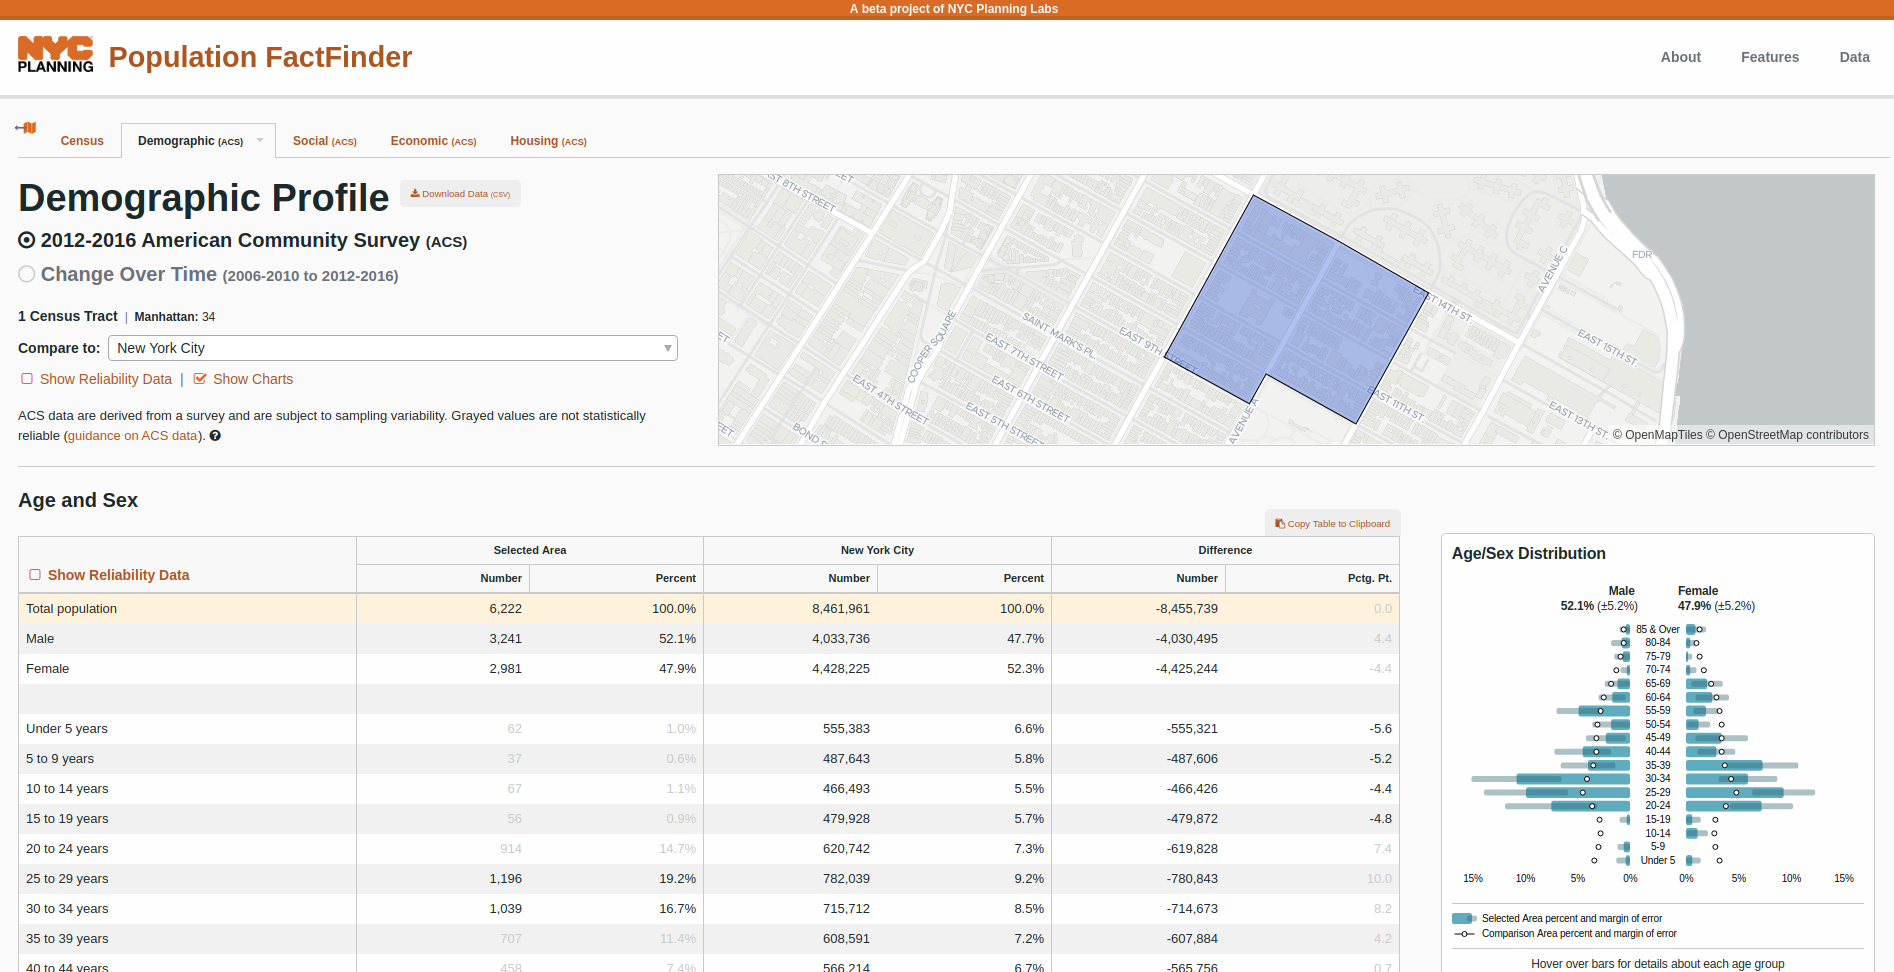 A beta project of NYC Planning Labs
NYC
PLANNING
Population FactFinder
About Features Data
Census Demographic (ACS) Social (ACS) Economic (ACS) Housing (ACS)
Demographic Profile
Download Data (CSV)
2012-2016 American Community Survey (ACS)
Change Over Time (2006-2010 to 2012-2016)
1 Census Tract | Manhattan: 34
Compare to: New York City
Show Reliability Data | Show Charts
ACS data are derived from a survey and are subject to sampling variability. Grayed values are not statistically
reliable (guidance on ACS data).
ST 8TH STREET
COOPER SQUARE
SAINT MARK'S PL
EAST 7TH STREET
EAST 6TH STREET
EAST 5TH STREET
EAST 4TH STREET
BOND S
EAST 9TH STREET
AVENUE A
EAST 11TH ST.
EAST 14TH ST.
AVENUE C
FDR
EAST 15TH ST.
EAST 13TH ST.
© OpenMapTiles © OpenStreetMap contributors
Age and Sex
Copy Table to Clipboard
Selected Area New York City Difference
Show Reliability Data Number Percent Number Percent Number Pctg. Pt.
Total population 6,222 100.0% 8,461,961 100.0% -8,455,739 0.0
Male 3,241 52.1% 4,033,736 47.7% -4,030,495 4.4
Female 2,981 47.9% 4,428,225 52.3% -4,425,244 -4.4
Under 5 years 62 1.0% 555,383 6.6% -555,321 -5.6
5 to 9 years 37 0.6% 487,643 5.8% -487,606 -5.2
10 to 14 years 67 1.1% 466,493 5.5% -466,426 -4.4
15 to 19 years 56 0.9% 479,928 5.7% -479,872 -4.8
20 to 24 years 914 14.7% 620,742 7.3% -619,828 7.4
25 to 29 years 1,196 19.2% 782,039 9.2% -780,843 10.0
30 to 34 years 1,039 16.7% 715,712 8.5% -714,673 8.2
35 to 39 years 707 11.4% 608,591 7.2% -607,884 4.2
40 to 44 years 458 7.4% 566,214 6.7% -565,756 0.7
Age/Sex Distribution
Male Female
52.1% (±5.2%) 47.9% (±5.2%)
85 & Over
80-84
75-79
70-74
65-69
60-64
55-59
50-54
45-49
40-44
35-39
30-34
25-29
20-24
15-19
10-14
5-9
Under 5
15% 10% 5% 0% 0% 5% 10% 15%
Selected Area percent and margin of error
Comparison Area percent and margin of error
Hover over bars for details about each age group